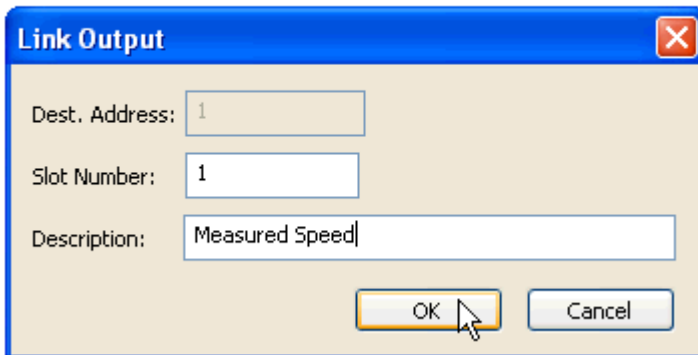 Link Output
Dest. Address: 1
Slot Number: 1
Description: Measured Speed
OK Cancel